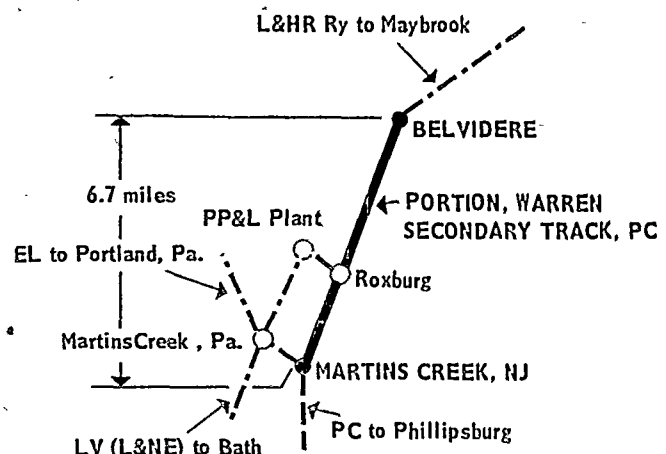 L&HR Ry to Maybrook
BELVIDERE
6.7 miles
PORTION, WARREN
SECONDARY TRACK, PC
PP&L Plant
EL to Portland, Pa.
Roxburg
MartinsCreek , Pa.
MARTINS CREEK, NJ
PC to Phillipsburg
LV (L&NE) to Bath